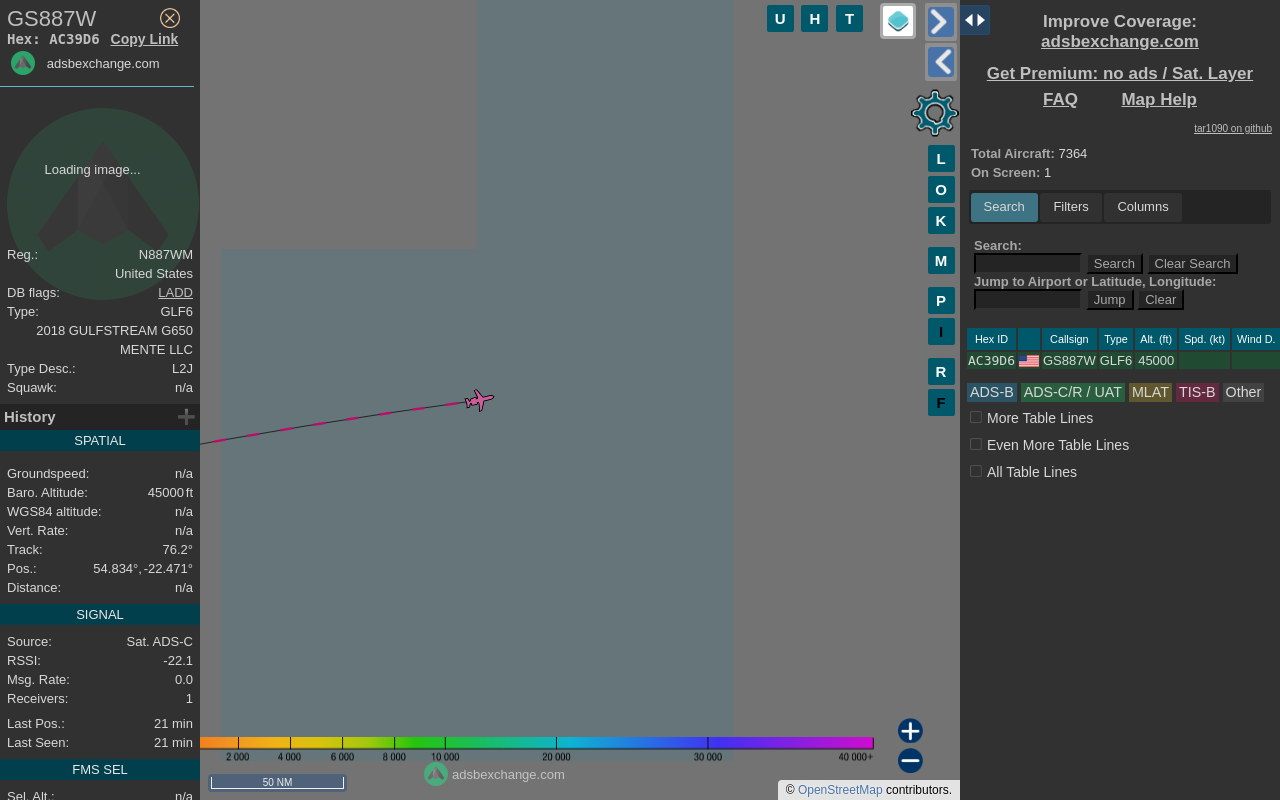 GS887W
Hex: AC39D6 Copy Link
adsbexchange.com
Loading image...
Reg.: N887WM
United States
DB flags: LADD
Type: GLF6
2018 GULFSTREAM G650
MENTE LLC
Type Desc.: L2J
Squawk: n/a
History
SPATIAL
Groundspeed: n/a
Baro. Altitude: 45000 ft
WGS84 altitude: n/a
Vert. Rate: n/a
Track: 76.2°
Pos.: 54.834°, -22.471°
Distance: n/a
SIGNAL
Source: Sat. ADS-C
RSSI: -22.1
Msg. Rate: 0.0
Receivers: 1
Last Pos.: 21 min
Last Seen: 21 min
FMS SEL
Sel. Alt.: n/a
U H T
L
O
K
M
P
I
R
F
2 000 4 000 6 000 8 000 10 000 20 000 30 000 40 000+
adsbexchange.com
50 NM
© OpenStreetMap contributors.
Improve Coverage:
adsbexchange.com
Get Premium: no ads / Sat. Layer
FAQ Map Help
tar1090 on github
Total Aircraft: 7364
On Screen: 1
Search Filters Columns
Search:
Search Clear Search
Jump to Airport or Latitude, Longitude:
Jump Clear
Hex ID Callsign Type Alt. (ft) Spd. (kt) Wind D.
AC39D6 GS887W GLF6 45000
ADS-B ADS-C/R / UAT MLAT TIS-B Other
More Table Lines
Even More Table Lines
All Table Lines